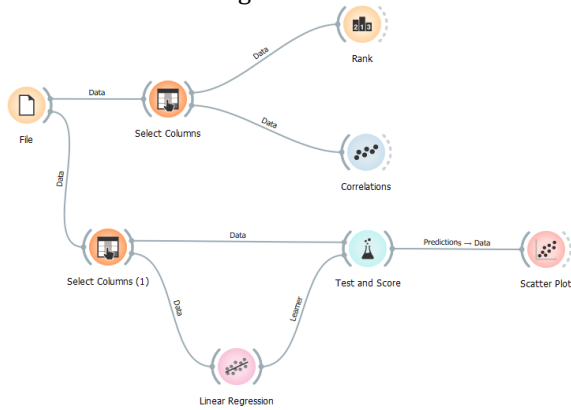 Rank
Data
Data
File
Select Columns
Data
Correlations
Data
Data
Predictions → Data
Select Columns (1)
Test and Score
Scatter Plot
Data
Learner
Linear Regression